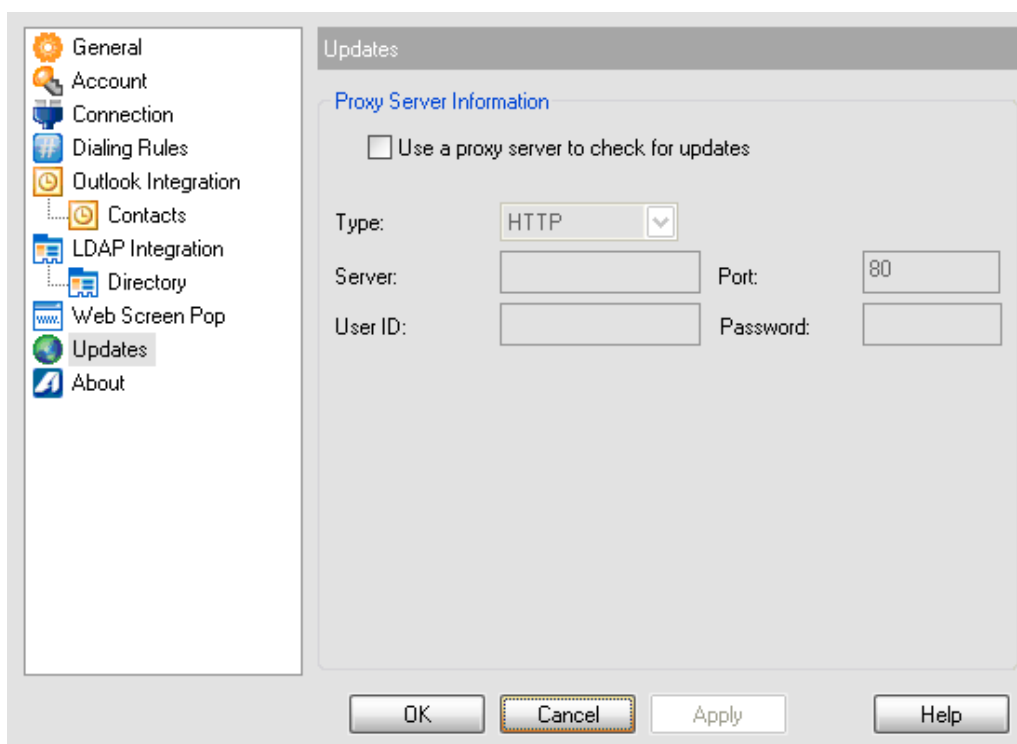 General
Account
Connection
Dialing Rules
Outlook Integration
Contacts
LDAP Integration
Directory
www. Web Screen Pop
Updates
About
Updates
Proxy Server Information
Use a proxy server to check for updates
Type: HTTP
Server: Port: 80
User ID: Password:
OK Cancel Apply Help